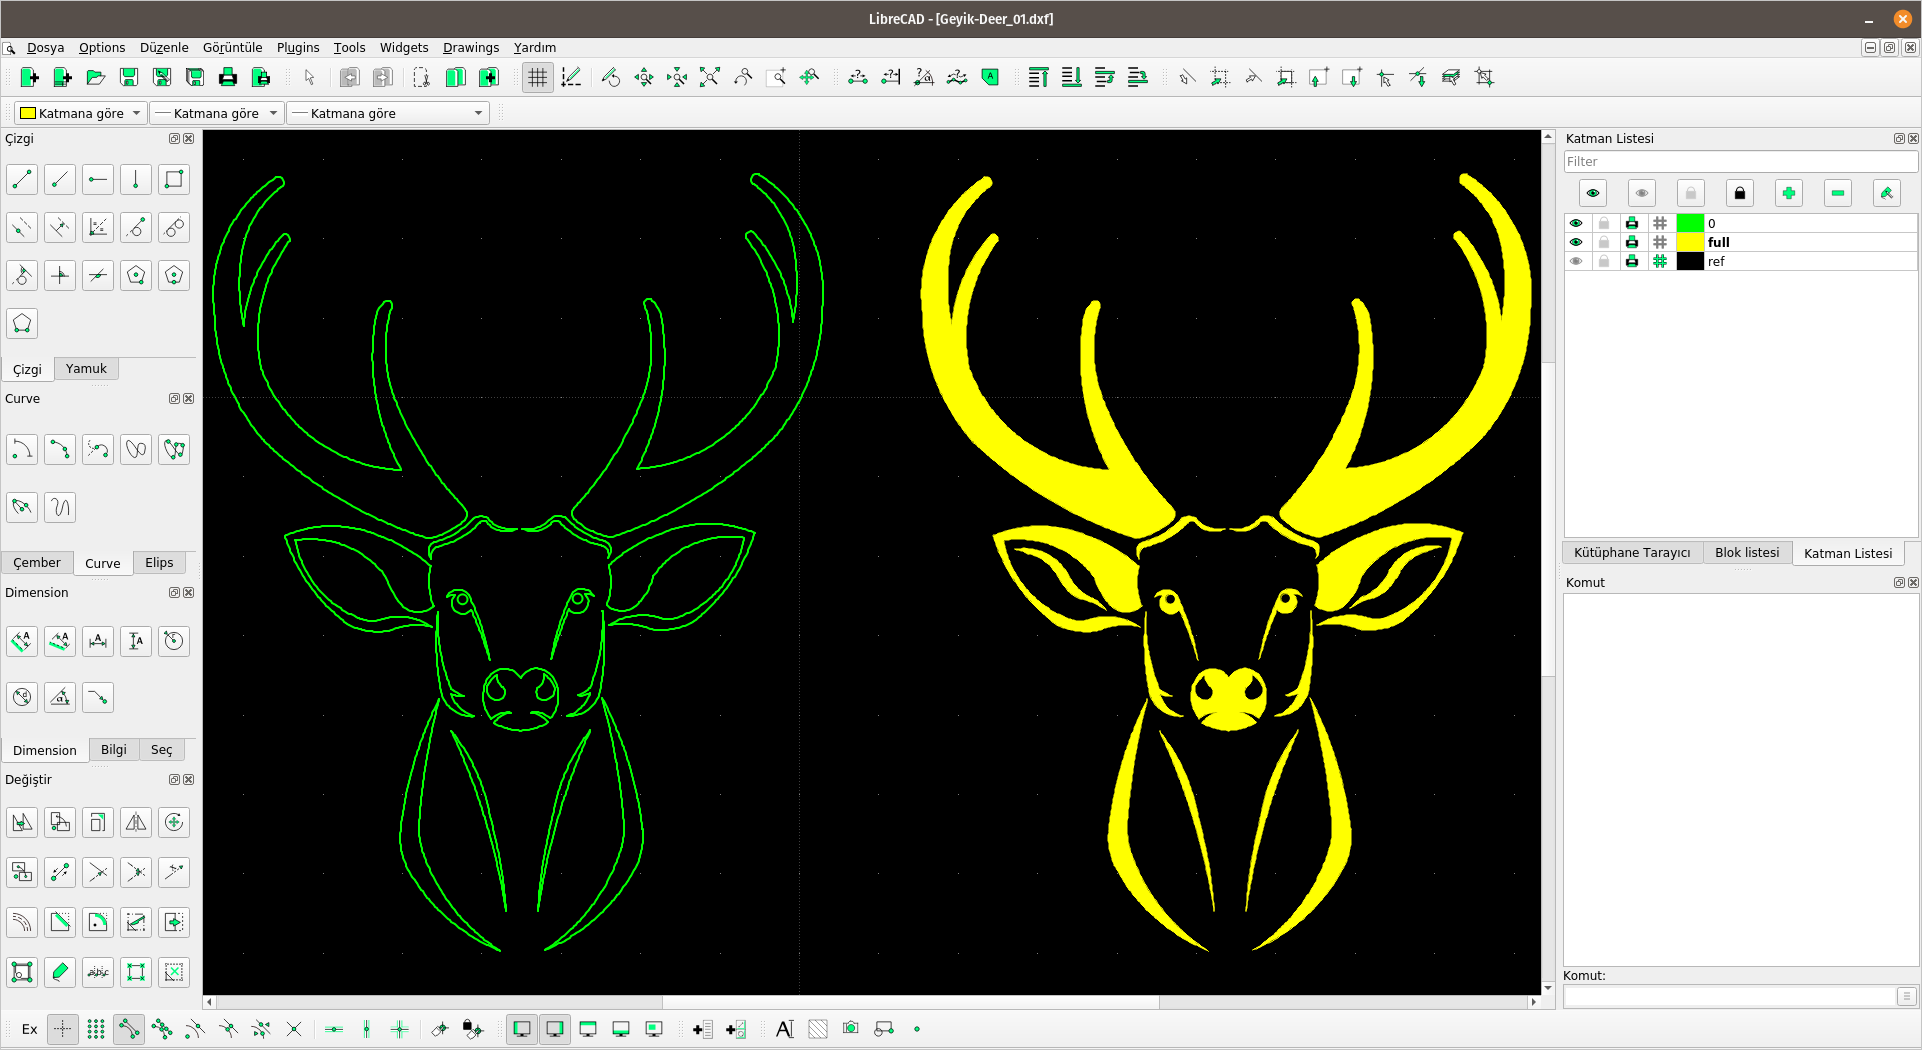 LibreCAD - [Geyik-Deer_01.dxf]
Dosya Options Düzenle Görüntüle Plugins Tools Widgets Drawings Yardım
Katmana göre Katmana göre Katmana göre
Çizgi
Çizgi Yamuk
Curve
Çember Curve Elips
Dimension
Dimension Bilgi Seç
Değiştir
Katman Listesi
Filter
0
full
ref
Kütüphane Tarayıcı Blok listesi Katman Listesi
Komut
Komut:
Ex